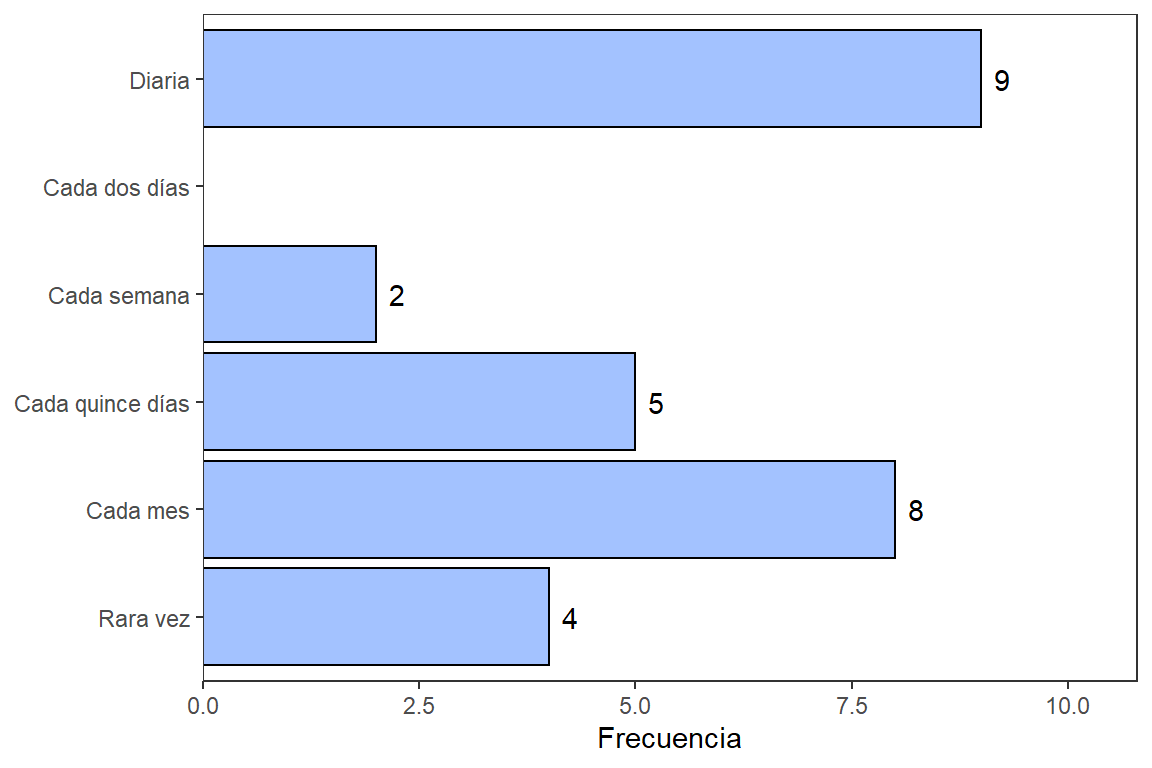 Diaria 9
Cada dos días
Cada semana 2
Cada quince días 5
Cada mes 8
Rara vez 4
0.0 2.5 5.0 7.5 10.0
Frecuencia